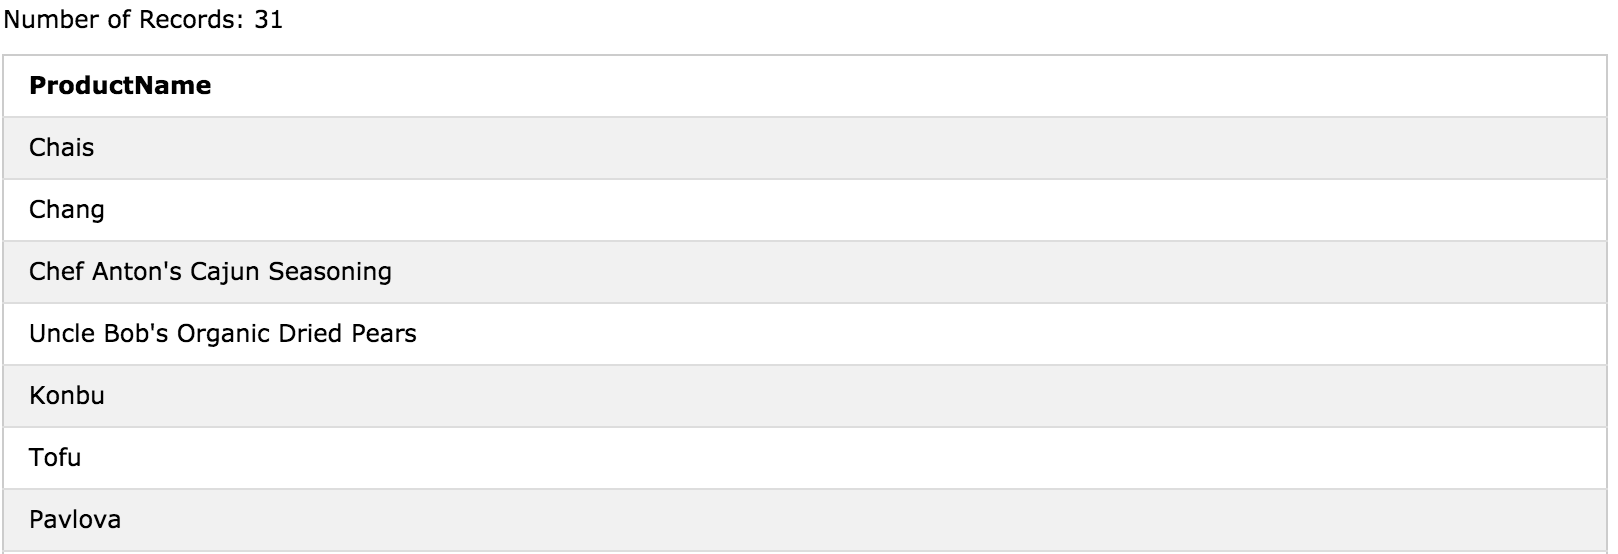 Number of Records: 31
ProductName
Chais
Chang
Chef Anton's Cajun Seasoning
Uncle Bob's Organic Dried Pears
Konbu
Tofu
Pavlova